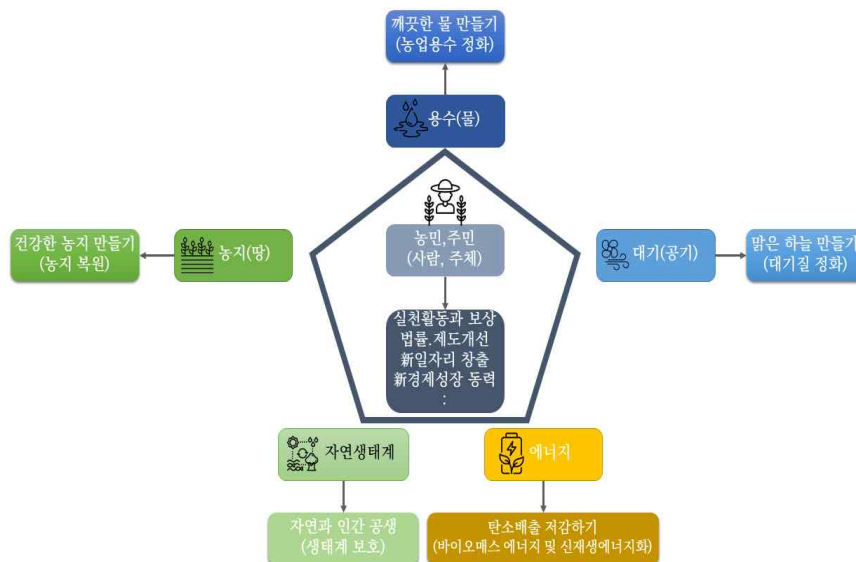 깨끗한 물 만들기
(농업용수 정화)
용수(물)
농민,주민
(사람, 주체)
실천활동과 보상
법률.제도개선
新일자리 창출
新경제성장 동력
:
건강한 농지 만들기
(농지 복원)
농지(땅)
대기(공기)
맑은 하늘 만들기
(대기질 정화)
자연생태계
자연과 인간 공생
(생태계 보호)
에너지
탄소배출 저감하기
(바이오매스 에너지 및 신재생에너지화)